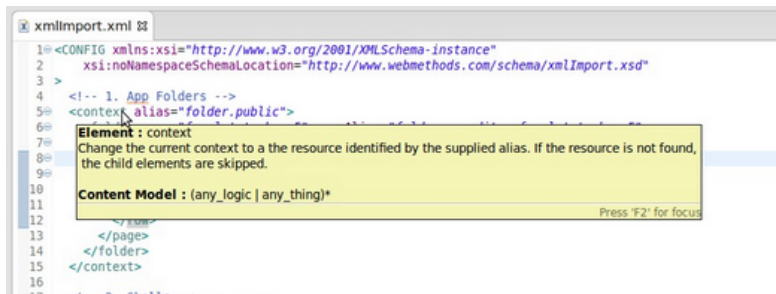 xmlImport.xml
1 <CONFIG xmlns:xsi="http://www.w3.org/2001/XMLSchema-instance"
2 xsi:noNamespaceSchemaLocation="http://www.webmethods.com/schema/xmlImport.xsd"
3 >
4 <!-- 1. App Folders -->
5 <context alias="folder.public">
6
Element : context
7
Change the current context to a the resource identified by the supplied alias. If the resource is not found,
8
the child elements are skipped.
9
10
Content Model : (any_logic | any_thing)*
11
Press 'F2' for focus
12 </row>
13 </page>
14 </folder>
15 </context>
16